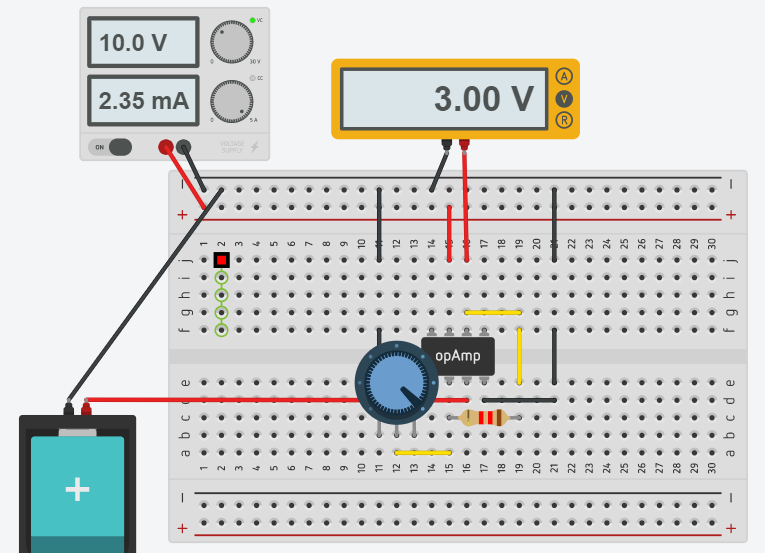 10.0 V
VC
0 30 V
2.35 mA
CC
0 5 A
ON
VOLTAGE
SUPPLY
3.00 V
A
V
R
− −
+ +
1 2 3 4 5 6 7 8 9 10 11 12 13 14 15 16 17 18 19 20 21 22 23 24 25 26 27 28 29 30
j j
i i
h h
g g
f f
opAmp
e e
d d
c c
b b
a a
1 2 3 4 5 6 7 8 9 10 11 12 13 14 15 16 17 18 19 20 21 22 23 24 25 26 27 28 29 30
+
− −
+ +